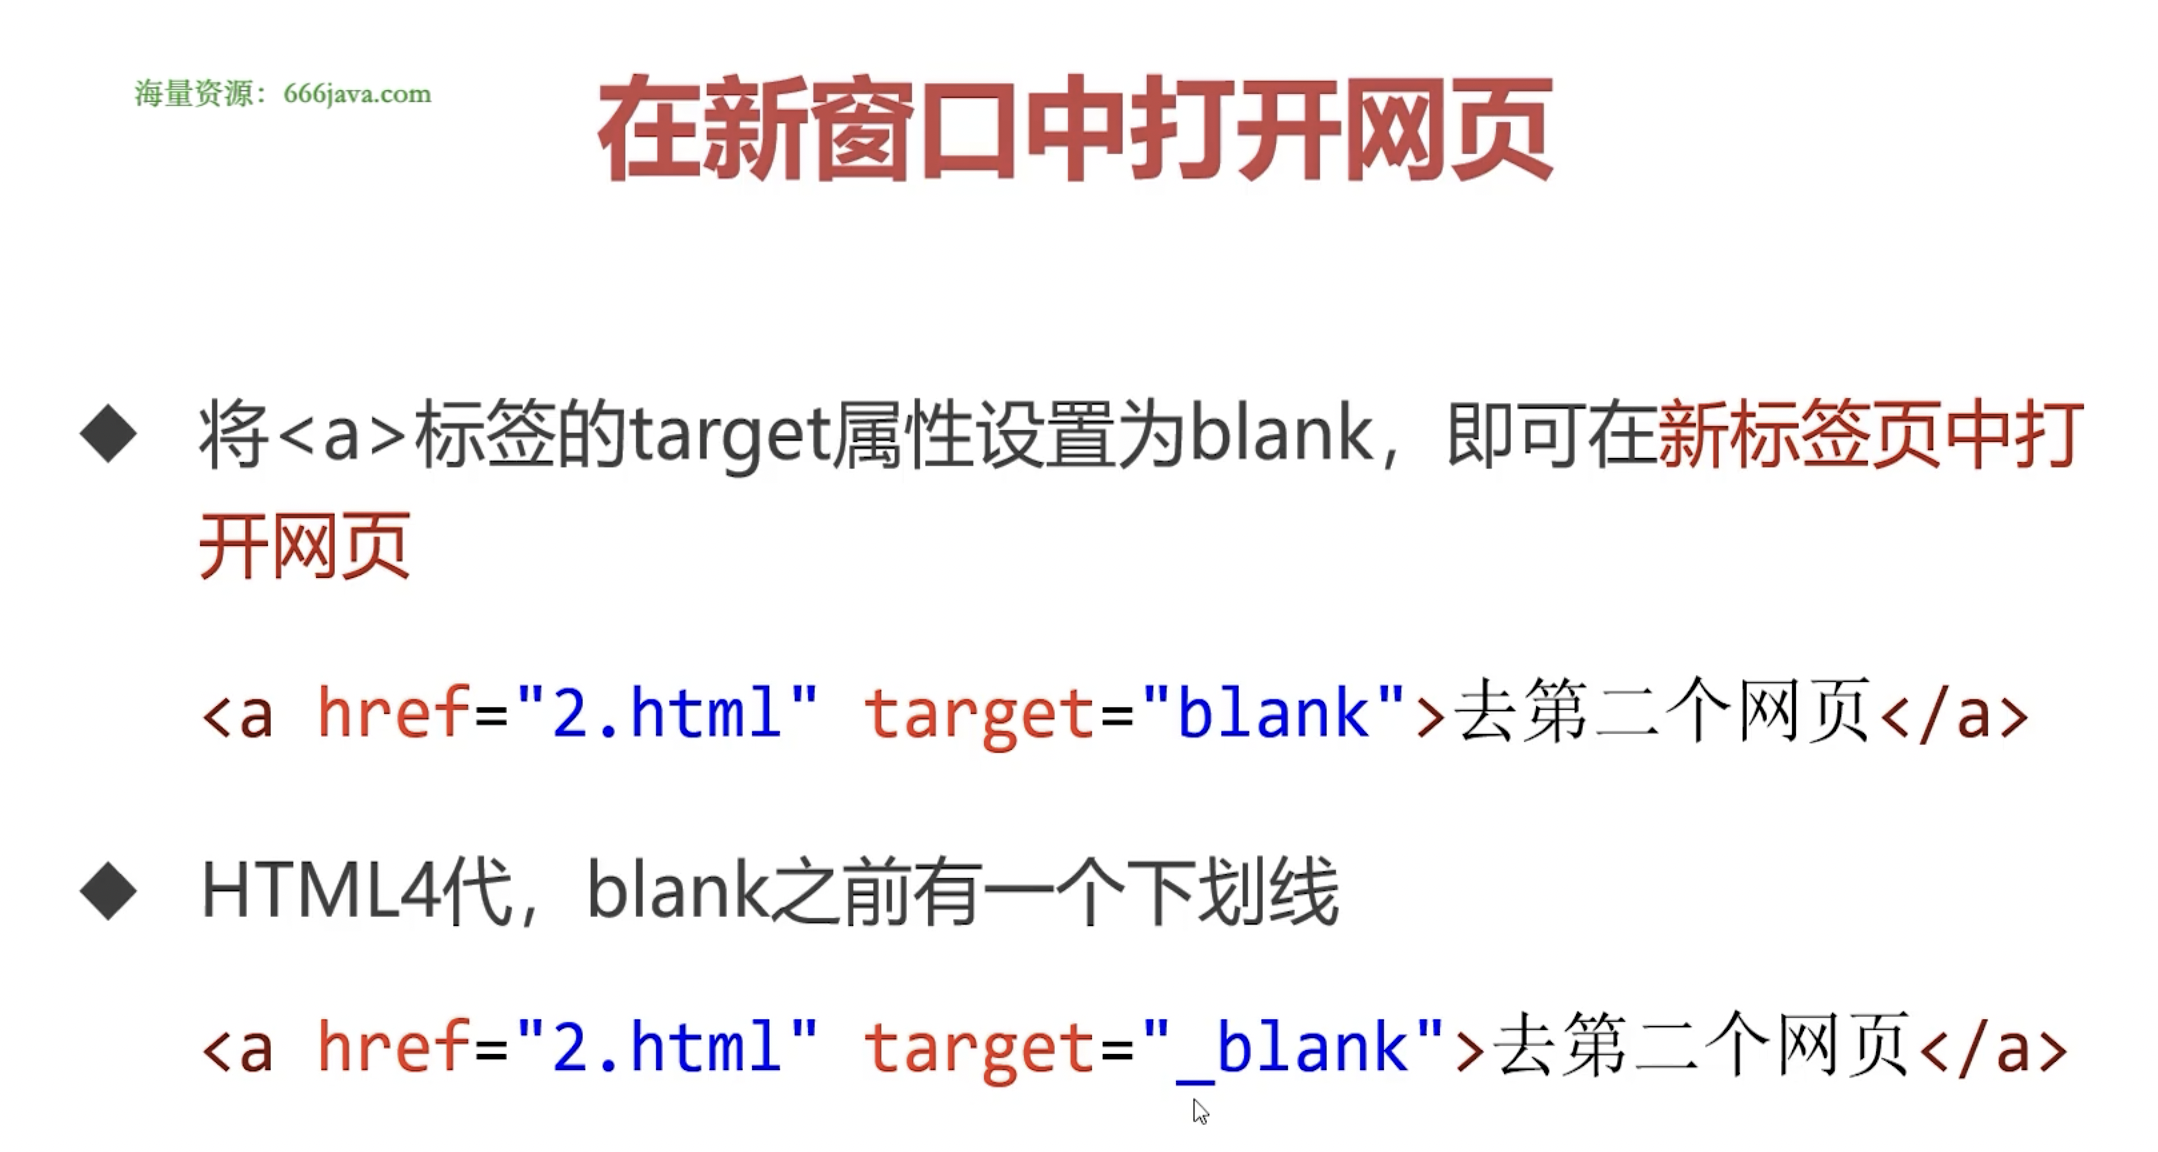 海量资源：666java.com
在新窗口中打开网页
◆ 将<a>标签的target属性设置为blank，即可在新标签页中打
开网页
<a href="2.html" target="blank">去第二个网页</a>
◆ HTML4代，blank之前有一个下划线
<a href="2.html" target="_blank">去第二个网页</a>